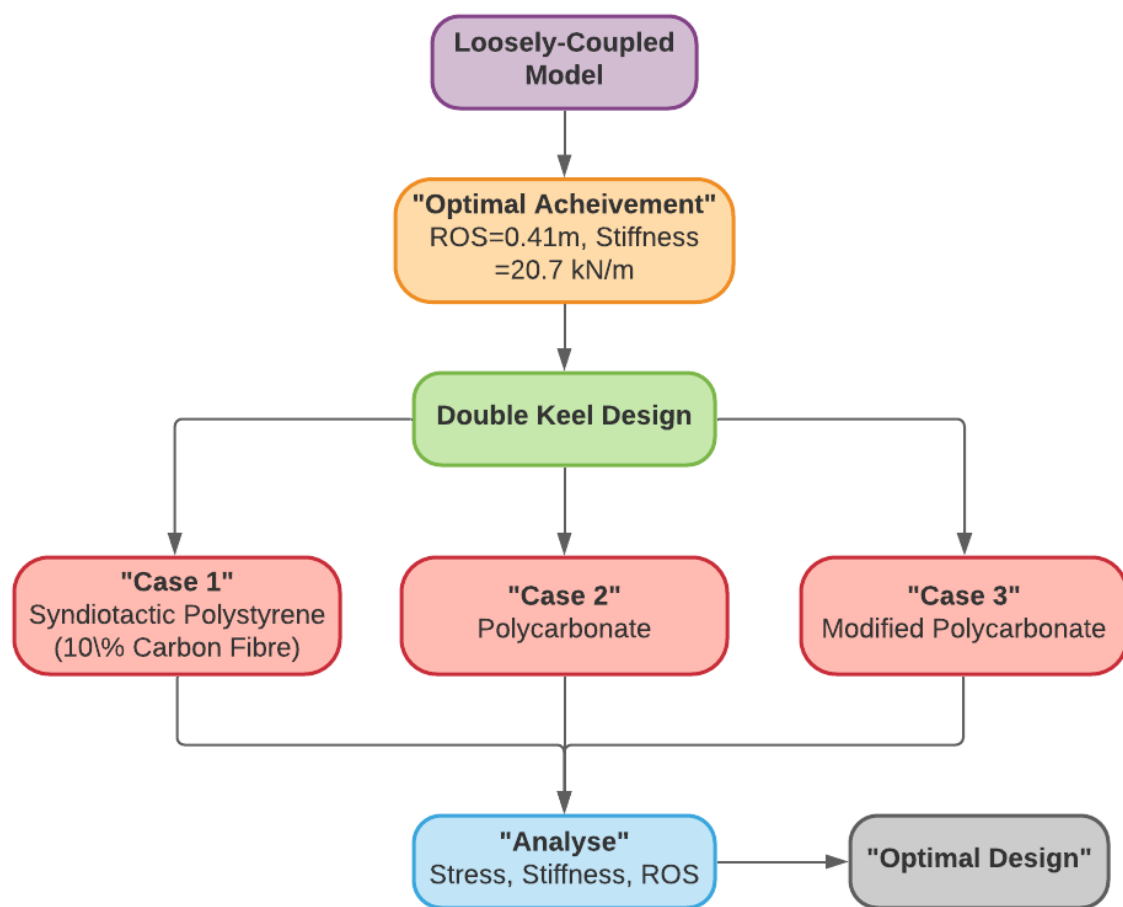 Loosely-Coupled
Model
"Optimal Acheivement"
ROS=0.41m, Stiffness
=20.7 kN/m
Double Keel Design
"Case 1"
Syndiotactic Polystyrene
(10\% Carbon Fibre)
"Case 2"
Polycarbonate
"Case 3"
Modified Polycarbonate
"Analyse"
Stress, Stiffness, ROS
"Optimal Design"